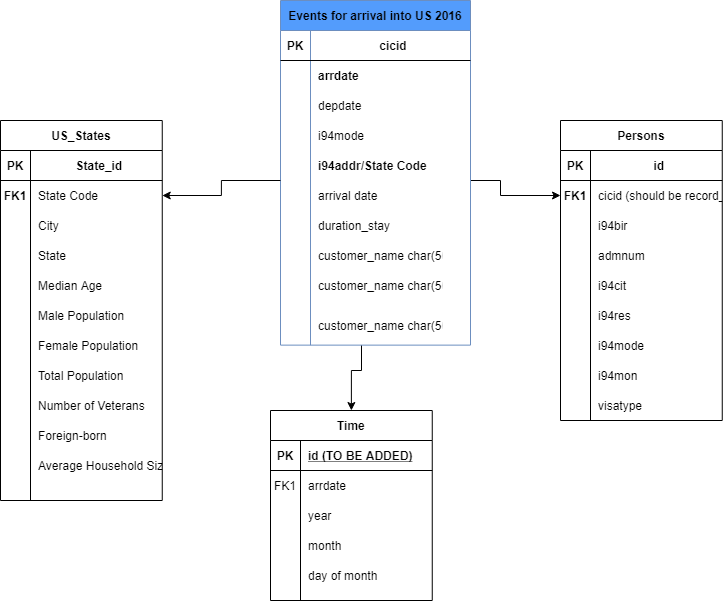 Events for arrival into US 2016
PK cicid
arrdate
depdate
i94mode
i94addr/State Code
arrival date
duration_stay
customer_name char(5
customer_name char(5
customer_name char(5
US_States
PK State_id
FK1 State Code
City
State
Median Age
Male Population
Female Population
Total Population
Number of Veterans
Foreign-born
Average Household Siz
Persons
PK id
FK1 cicid (should be record_
i94bir
admnum
i94cit
i94res
i94mode
i94mon
visatype
Time
PK id (TO BE ADDED)
FK1 arrdate
year
month
day of month